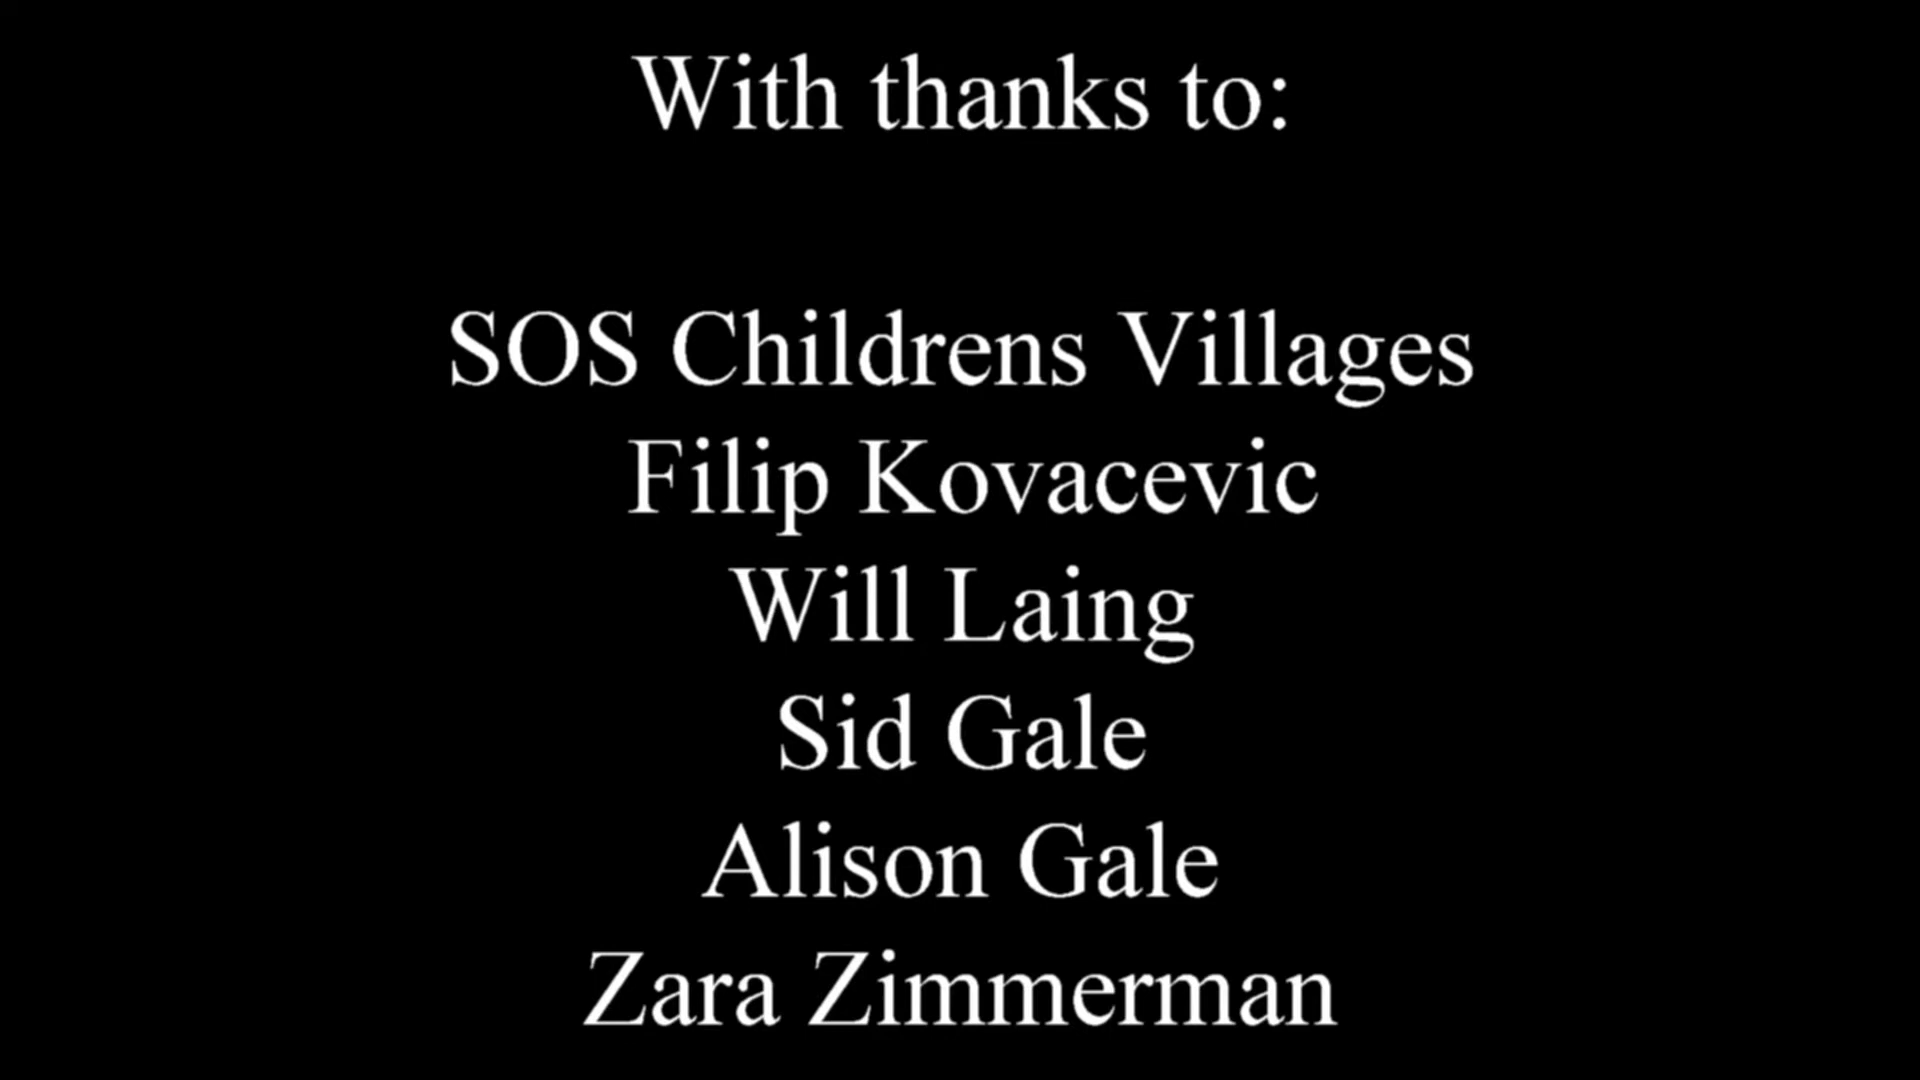 With thanks to:
SOS Childrens Villages
Filip Kovacevic
Will Laing
Sid Gale
Alison Gale
Zara Zimmerman